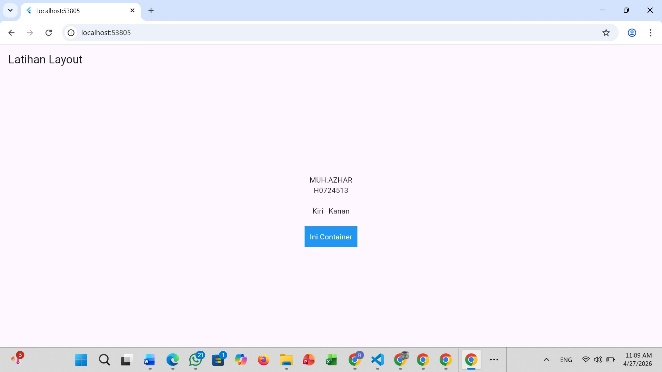 localhost:53805
localhost:53805
Latihan Layout
MUH.AZHAR
H0724513
Kiri Kanan
Ini Container
ENG
11:09 AM
4/27/2026